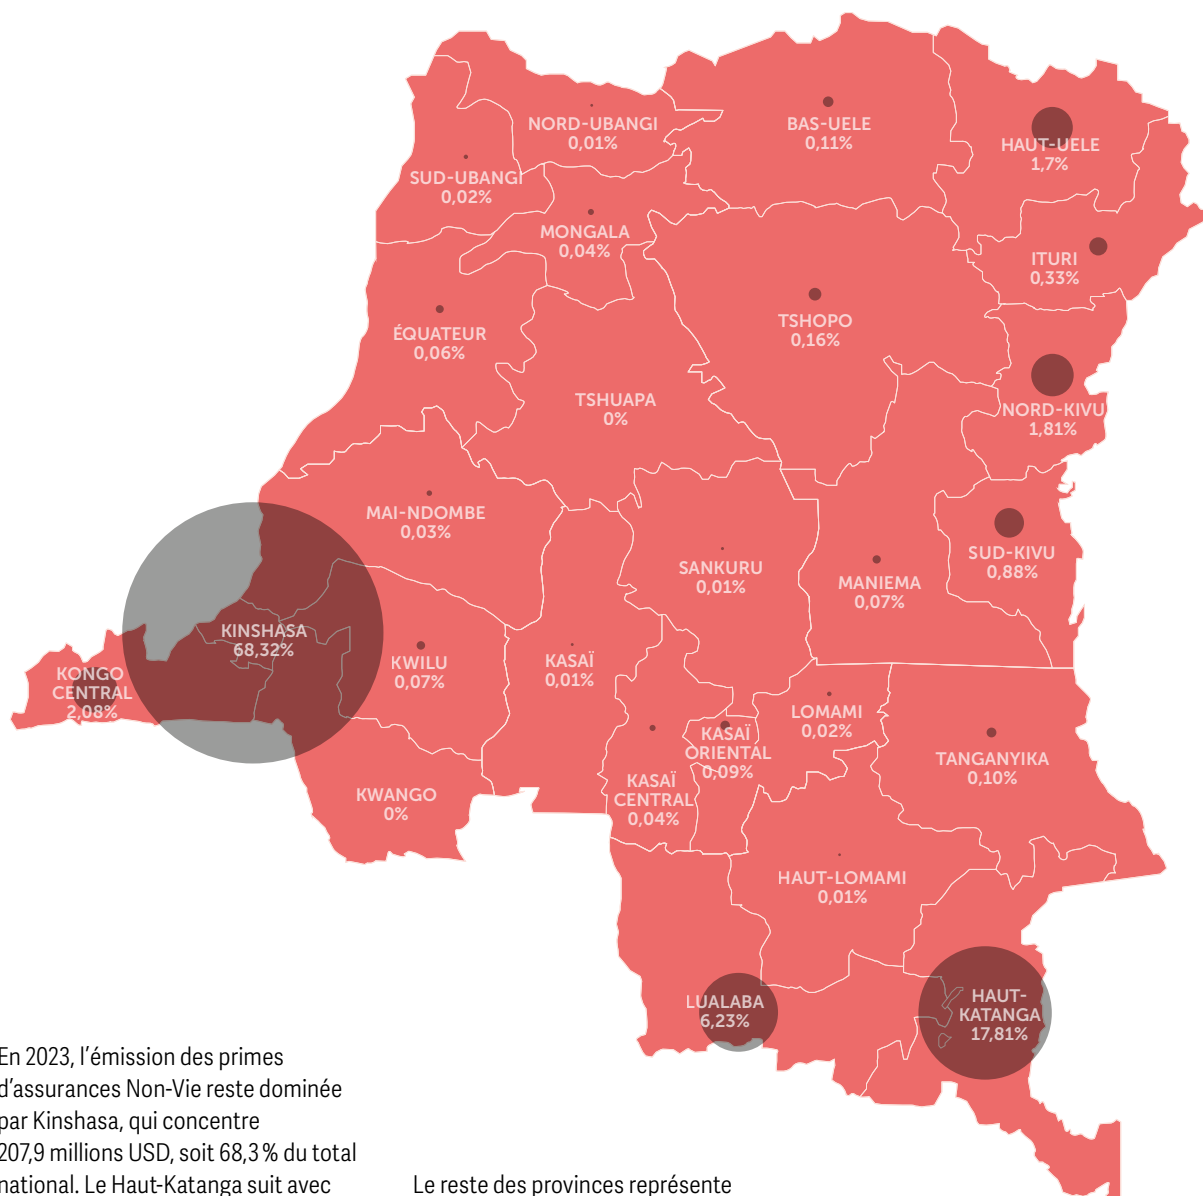 NORD-UBANGI
0,01%
BAS-UELE
0,11%
HAUT-UELE
1,7%
SUD-UBANGI
0,02%
MONGALA
0,04%
ITURI
0,33%
ÉQUATEUR
0,06%
TSHOPO
0,16%
TSHUAPA
0%
NORD-KIVU
1,81%
MAI-NDOMBE
0,03%
SANKURU
0,01%
MANIEMA
0,07%
SUD-KIVU
0,88%
KINSHASA
68,32%
KONGO
CENTRAL
2,08%
KWILU
0,07%
KASAÏ
0,01%
LOMAMI
0,02%
KASAÏ
ORIENTAL
0,09%
TANGANYIKA
0,10%
KWANGO
0%
KASAÏ
CENTRAL
0,04%
HAUT-LOMAMI
0,01%
LUALABA
6,23%
HAUT-
KATANGA
17,81%
En 2023, l’émission des primes
d’assurances Non-Vie reste dominée
par Kinshasa, qui concentre
207,9 millions USD, soit 68,3 % du total
national. Le Haut-Katanga suit avec
Le reste des provinces représente